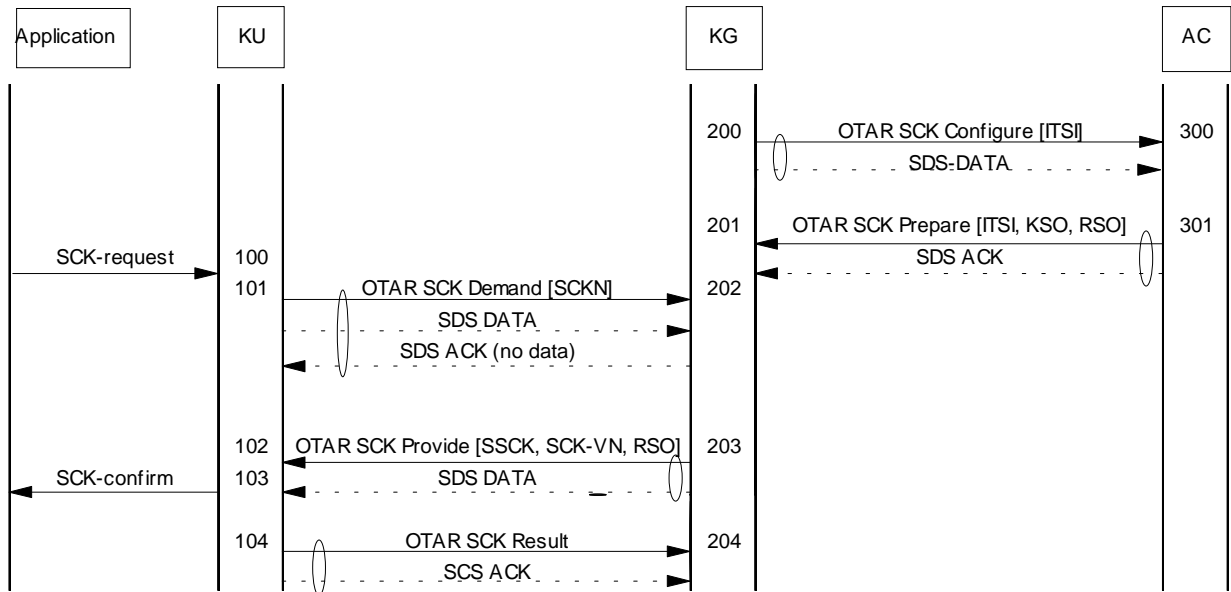 Application KU KG AC
200 OTAR SCK Configure [ITSI] 300
SDS-DATA
201 OTAR SCK Prepare [ITSI, KSO, RSO] 301
SCK-request 100 SDS ACK
101 OTAR SCK Demand [SCKN] 202
SDS DATA
SDS ACK (no data)
102 OTAR SCK Provide [SSCK, SCK-VN, RSO] 203
SCK-confirm 103 SDS DATA
104 OTAR SCK Result 204
SCS ACK